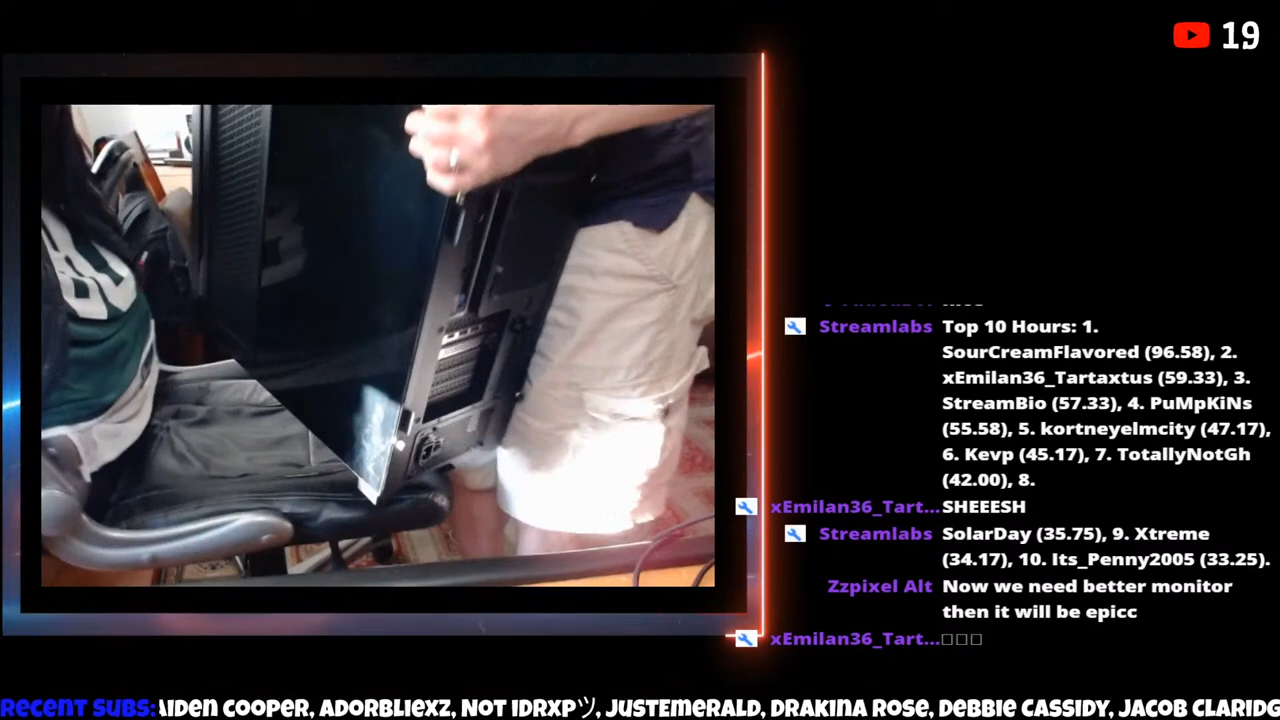 19
Streamlabs Top 10 Hours: 1.
SourCreamFlavored (96.58), 2.
xEmilan36_Tartaxtus (59.33), 3.
StreamBio (57.33), 4. PuMpKiNs
(55.58), 5. kortneyelmcity (47.17),
6. Kevp (45.17), 7. TotallyNotGh
(42.00), 8.
xEmilan36_Tart... SHEEESH
Streamlabs SolarDay (35.75), 9. Xtreme
(34.17), 10. Its_Penny2005 (33.25).
Zzpixel Alt Now we need better monitor
then it will be epicc
xEmilan36_Tart... □□□
RECENT SUBS: AIDEN COOPER, ADORBLIEXZ, NOT IDRXPツ, JUSTEMERALD, DRAKINA ROSE, DEBBIE CASSIDY, JACOB CLARIDG